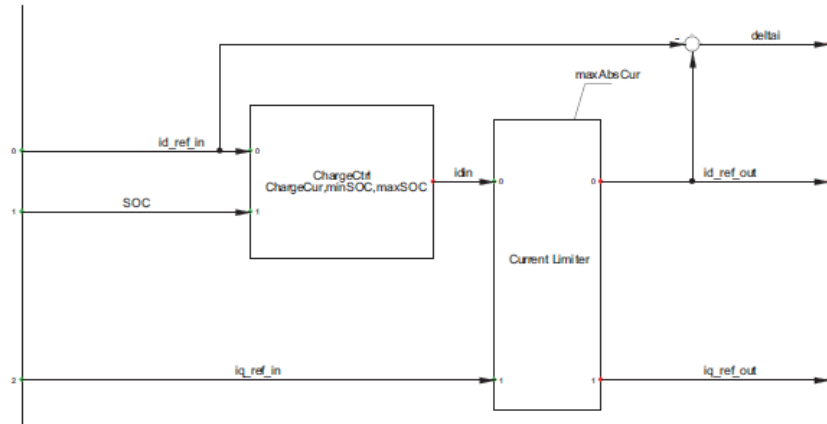 -
deltai
maxAbsCur
0
id_ref_in
0
ChargeCtrl
ChargeCur,minSOC,maxSOC
idin
0
0
id_ref_out
1
SOC
1
Current Limiter
2
iq_ref_in
1
1
iq_ref_out